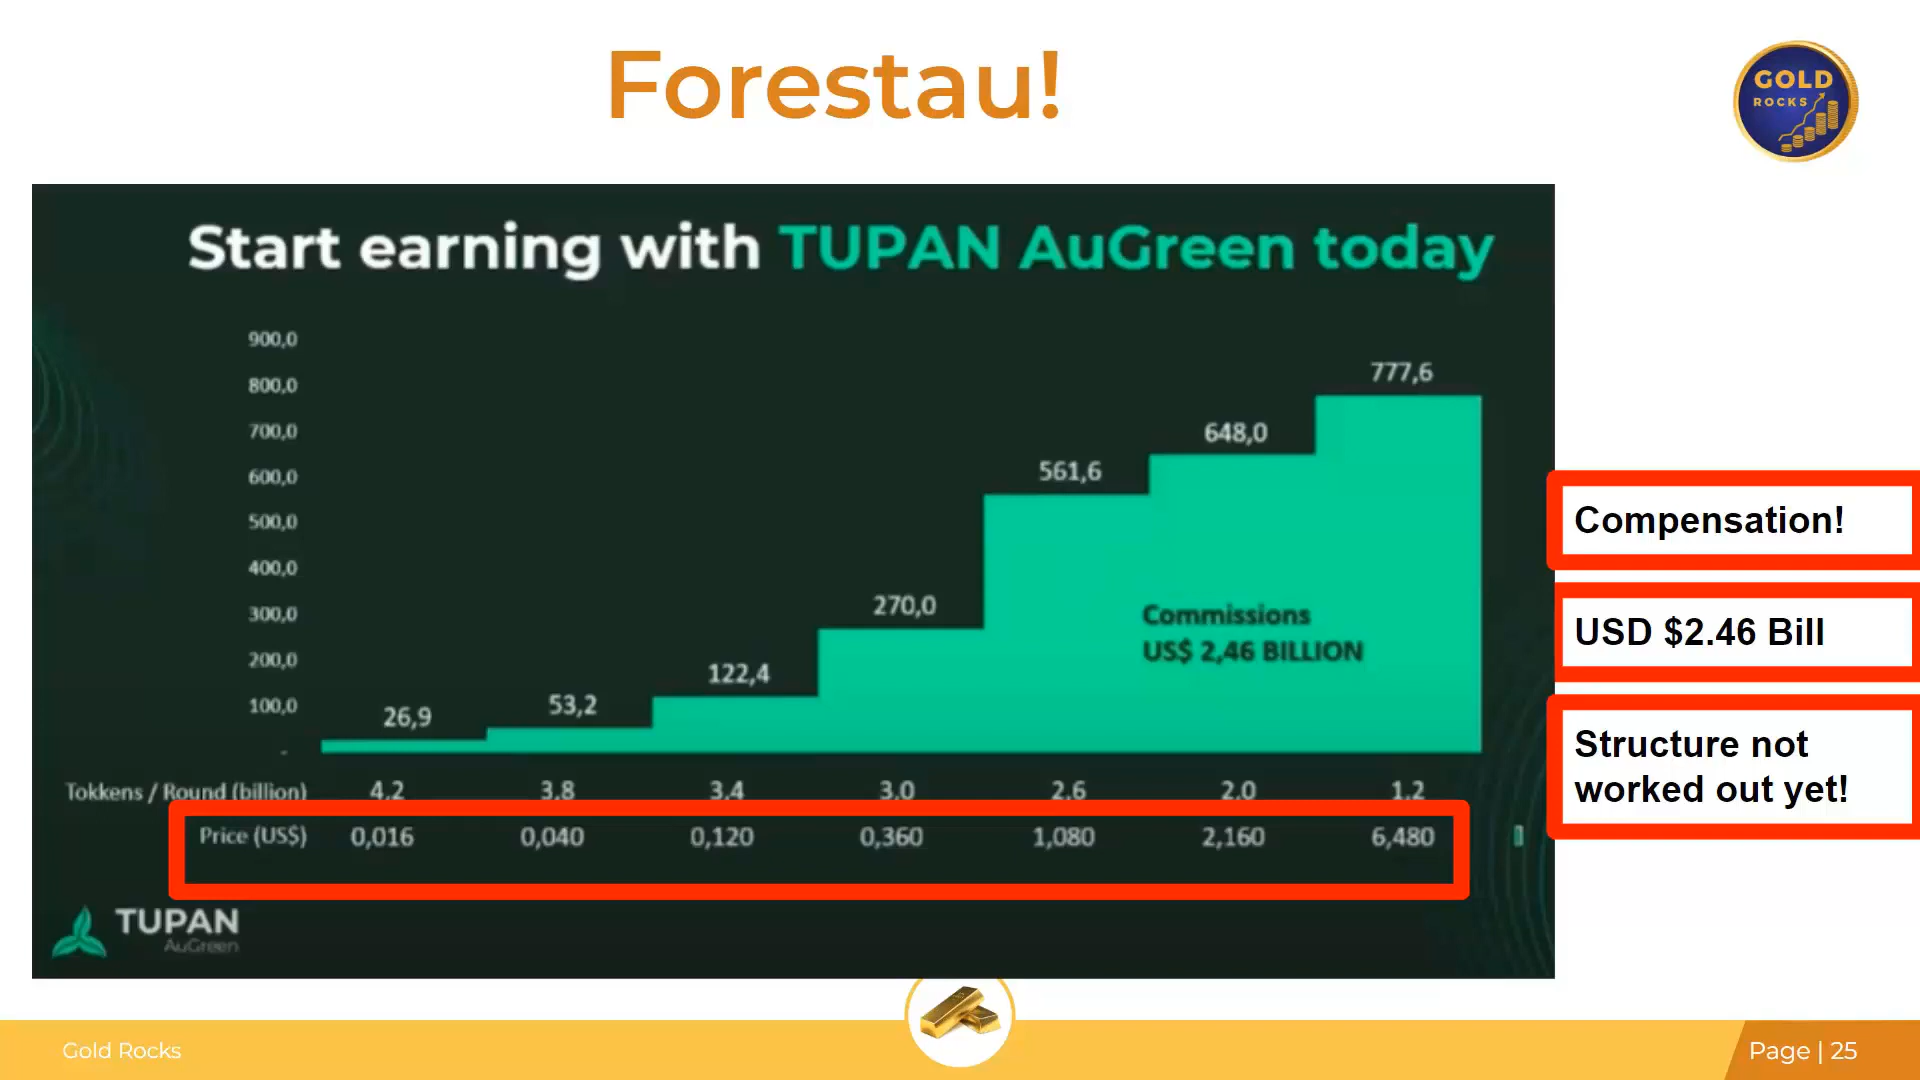 Forestau!
GOLD
ROCKS
Start earning with TUPAN AuGreen today
900,0
800,0
700,0
600,0
500,0
400,0
300,0
200,0
100,0
-
26,9
53,2
122,4
270,0
561,6
648,0
777,6
Commissions
US$ 2,46 BILLION
Tokkens / Round (billion) 4,2 3,8 3,4 3,0 2,6 2,0 1,2
Price (US$) 0,016 0,040 0,120 0,360 1,080 2,160 6,480
TUPAN
AuGreen
Compensation!
USD $2.46 Bill
Structure not
worked out yet!
Gold Rocks
Page | 25